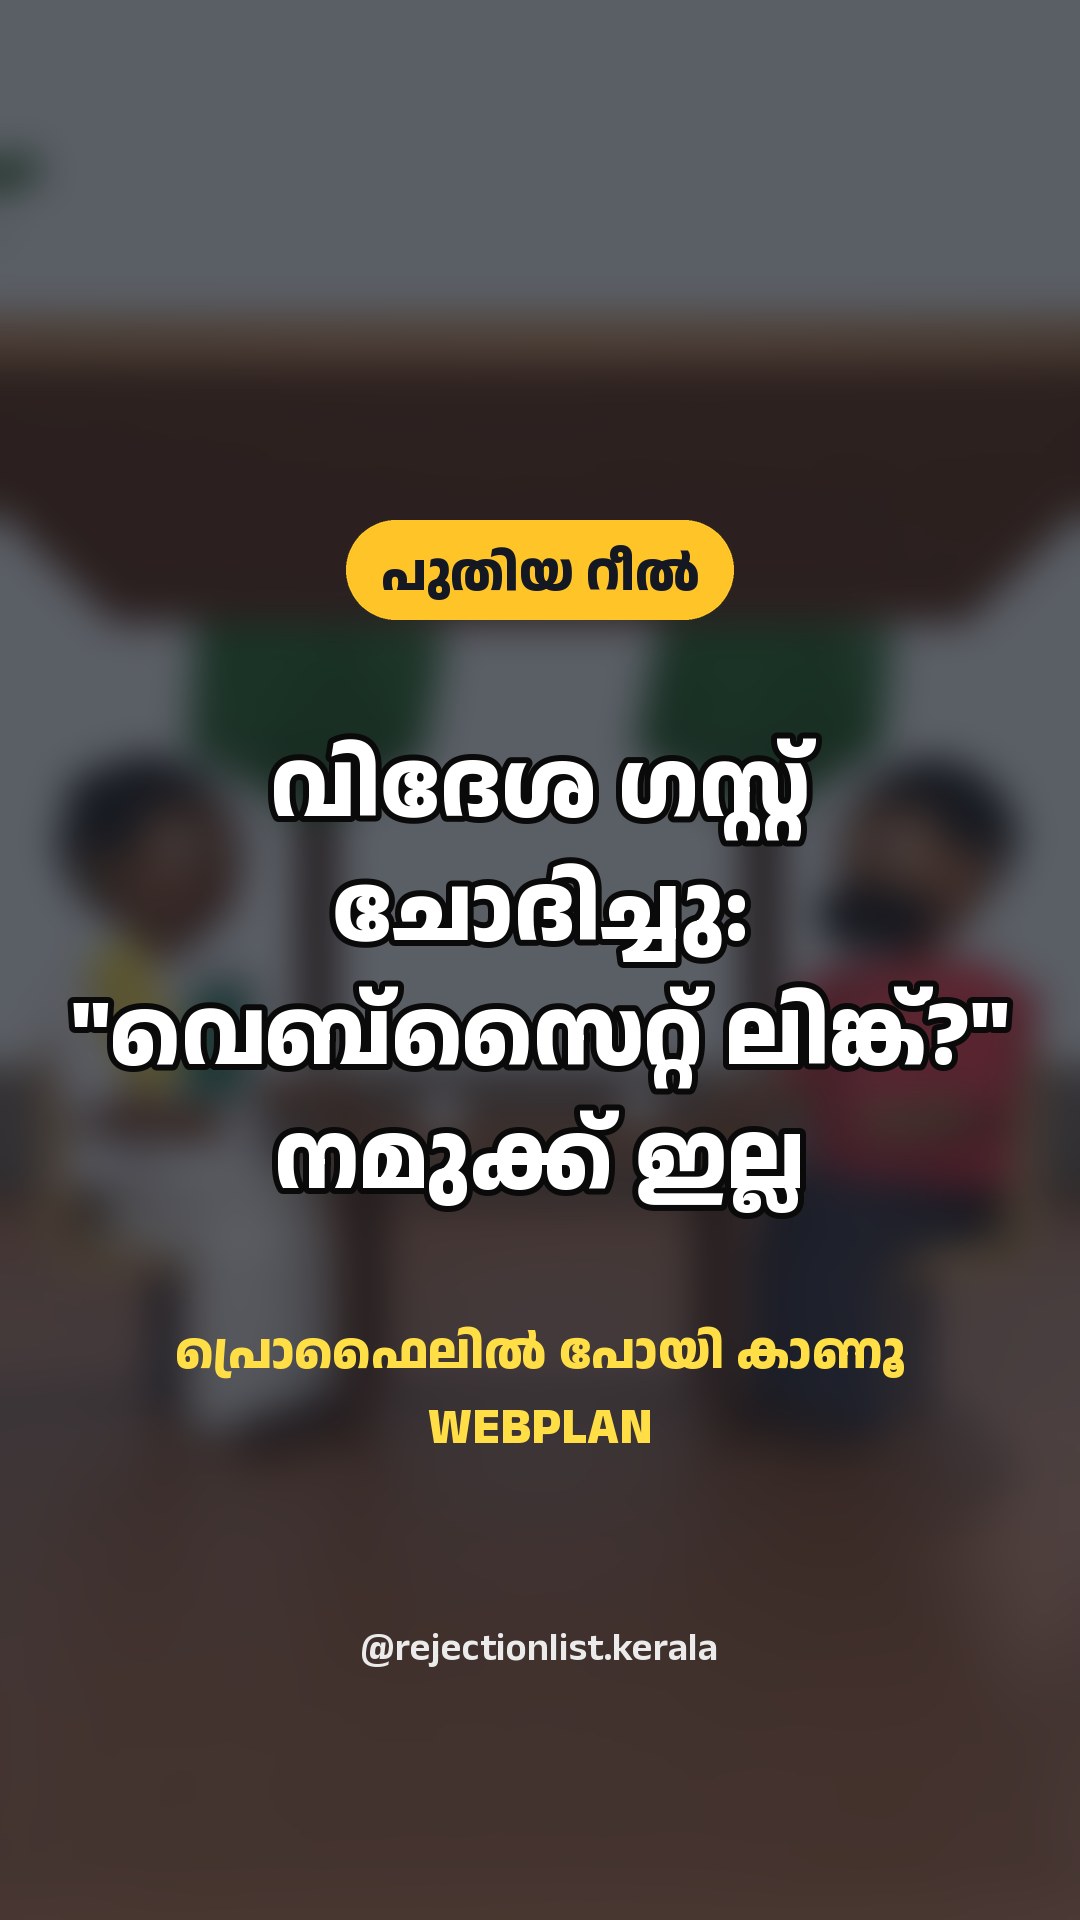 പുതിയ റീൽ
വിദേശ ഗസ്റ്റ്
ചോദിച്ചു:
"വെബ്സൈറ്റ് ലിങ്ക്?"
നമുക്ക് ഇല്ല
പ്രൊഫൈലിൽ പോയി കാണൂ
WEBPLAN
@rejectionlist.kerala